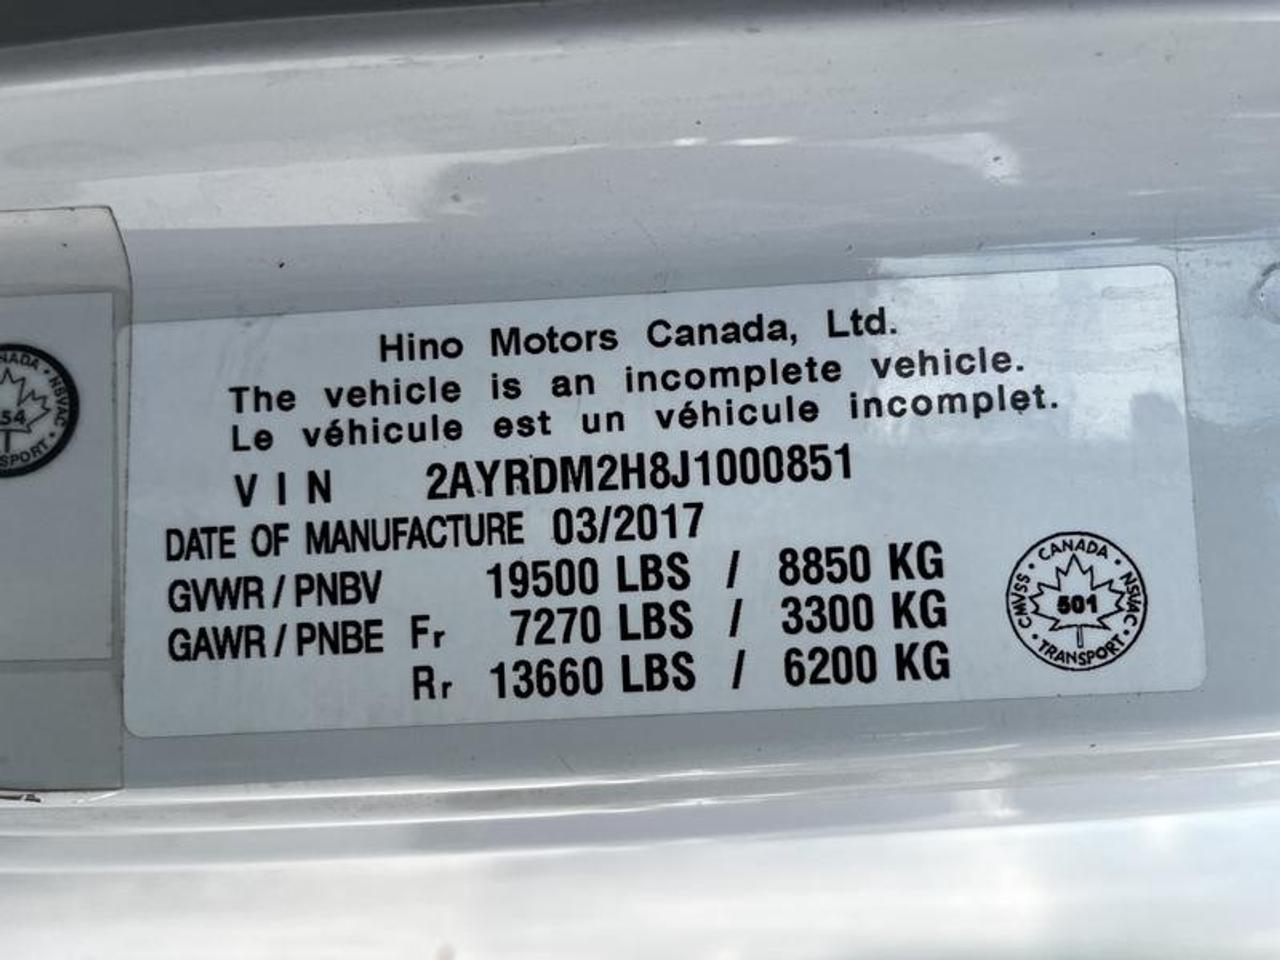 Hino Motors Canada, Ltd.
The vehicle is an incomplete vehicle.
Le véhicule est un véhicule incomplet.
VIN 2AYRDM2H8J1000851
DATE OF MANUFACTURE 03/2017
GVWR / PNBV 19500 LBS / 8850 KG
GAWR / PNBE Fr 7270 LBS / 3300 KG
Rr 13660 LBS / 6200 KG
CANADA · NSVAC · TRANSPORT · CMVSS ·
501
· NSVAC ·
54